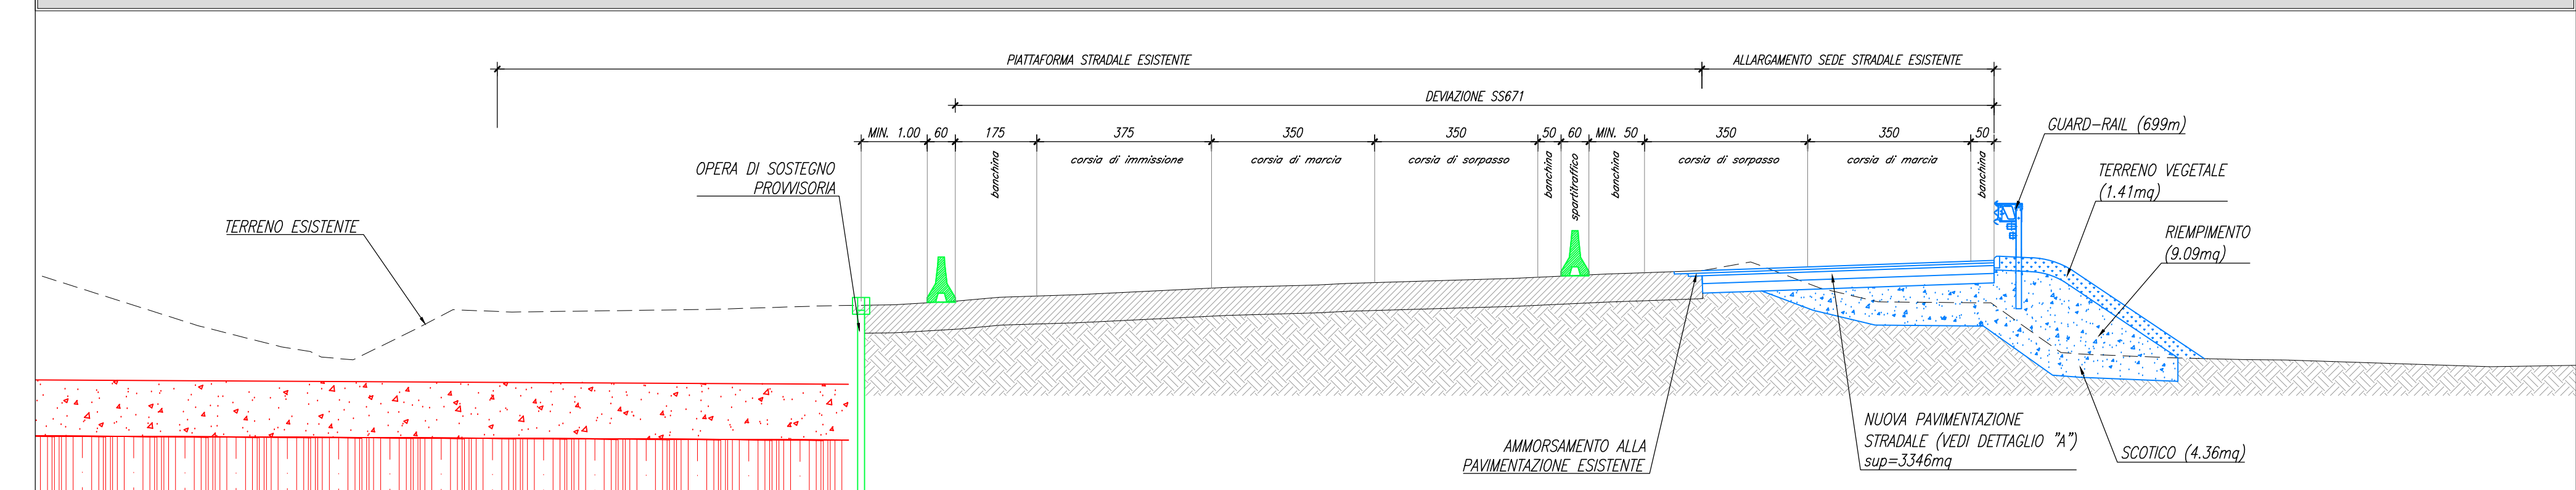 PIATTAFORMA STRADALE ESISTENTE
ALLARGAMENTO SEDE STRADALE ESISTENTE
DEVIAZIONE SS671
MIN. 1.00
60
175
375
350
350
50
60
MIN. 50
350
350
50
banchina
corsia di immissione
corsia di marcia
corsia di sorpasso
banchina
spartitraffico
banchina
corsia di sorpasso
corsia di marcia
banchina
GUARD-RAIL (699m)
OPERA DI SOSTEGNO
PROVVISORIA
TERRENO VEGETALE
(1.41mq)
TERRENO ESISTENTE
RIEMPIMENTO
(9.09mq)
AMMORSAMENTO ALLA
PAVIMENTAZIONE ESISTENTE
NUOVA PAVIMENTAZIONE
STRADALE (VEDI DETTAGLIO "A")
sup=3346mq
SCOTICO (4.36mq)